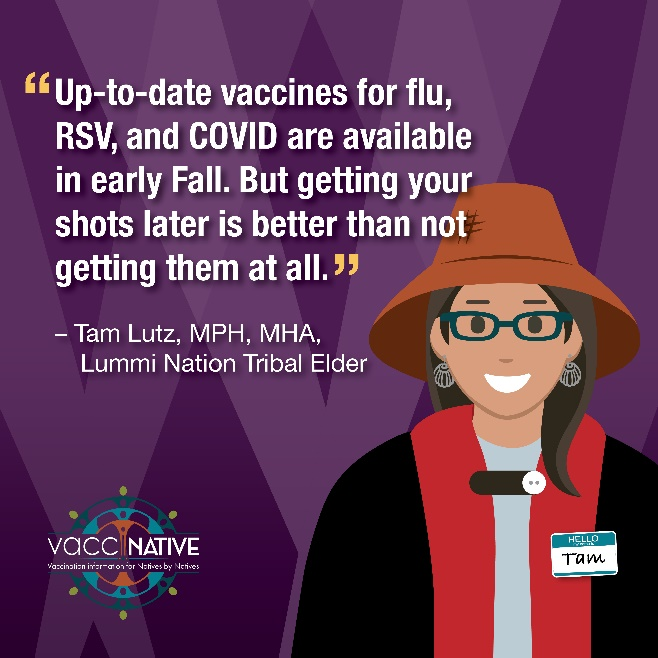 “Up-to-date vaccines for flu,
RSV, and COVID are available
in early Fall. But getting your
shots later is better than not
getting them at all.”
– Tam Lutz, MPH, MHA,
Lummi Nation Tribal Elder
VACCINATIVE
Vaccination information for Natives by Natives
HELLO
Tam